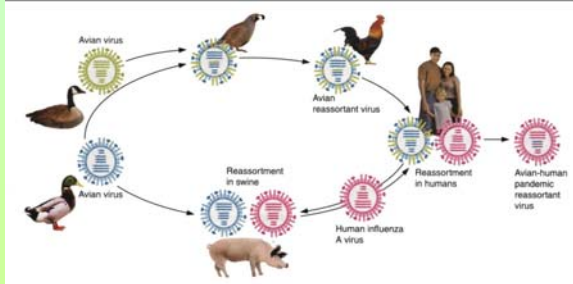 Avian virus
Avian
reassortant virus
Avian virus
Reassortment
in swine
Human influenza
A virus
Reassortment
in humans
Avian-human
pandemic
reassortant
virus